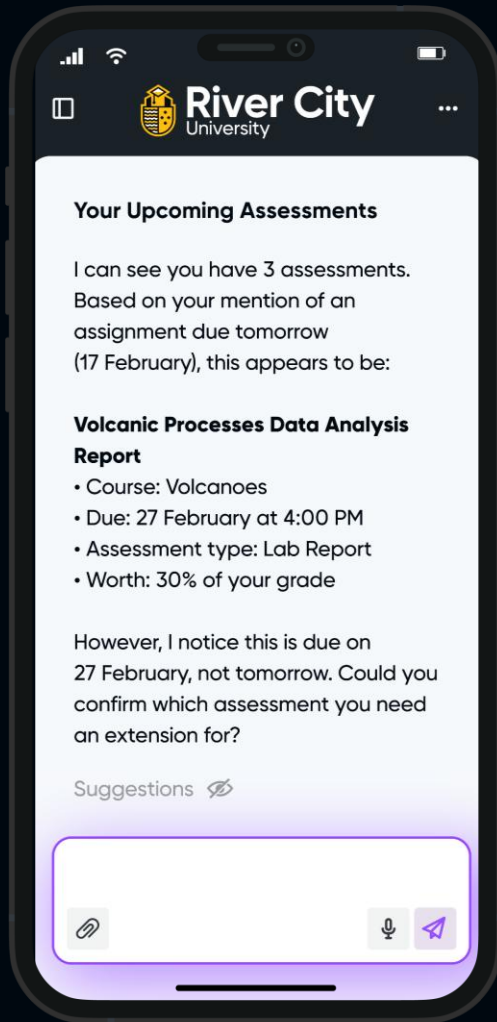 River City
University
Your Upcoming Assessments
I can see you have 3 assessments.
Based on your mention of an
assignment due tomorrow
(17 February), this appears to be:
Volcanic Processes Data Analysis
Report
• Course: Volcanoes
• Due: 27 February at 4:00 PM
• Assessment type: Lab Report
• Worth: 30% of your grade
However, I notice this is due on
27 February, not tomorrow. Could you
confirm which assessment you need
an extension for?
Suggestions